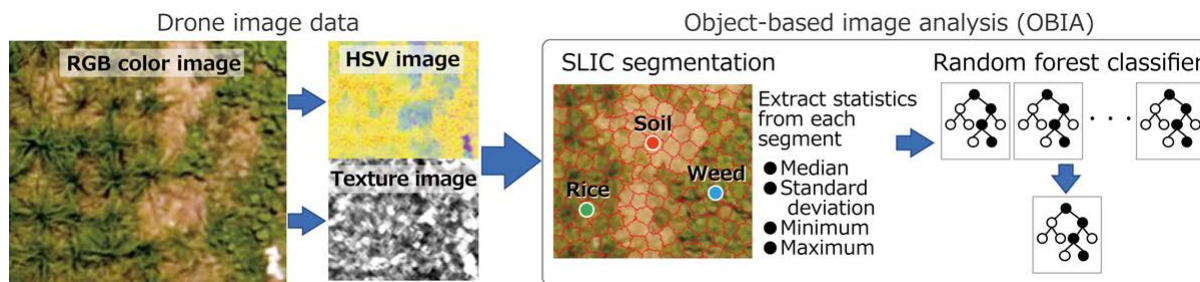 Drone image data
RGB color image
HSV image
Texture image
Object-based image analysis (OBIA)
SLIC segmentation
Soil
Rice
Weed
Extract statistics
from each
segment
● Median
● Standard
deviation
● Minimum
● Maximum
Random forest classifier
. . . .